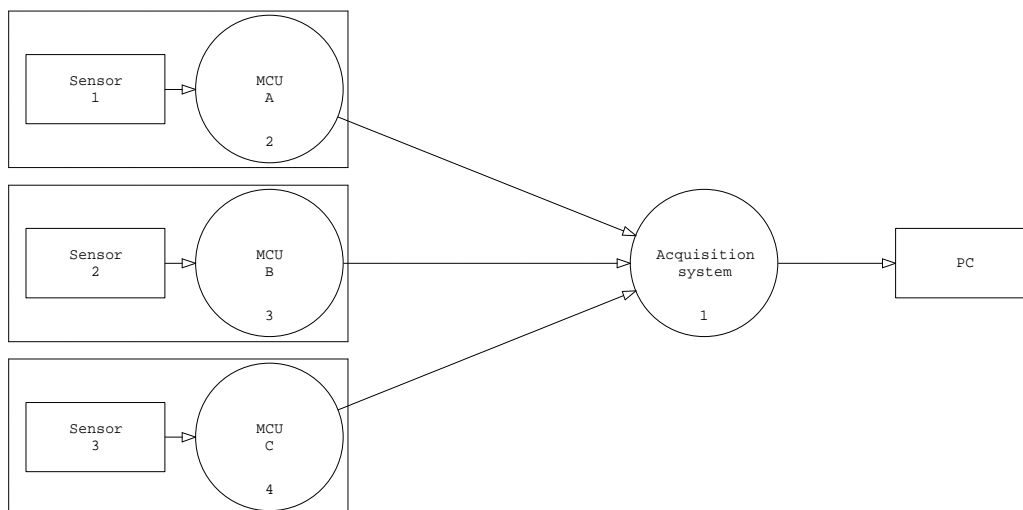 Sensor
1
MCU
A
2
Sensor
2
MCU
B
3
Acquisition
system
1
PC
Sensor
3
MCU
C
4